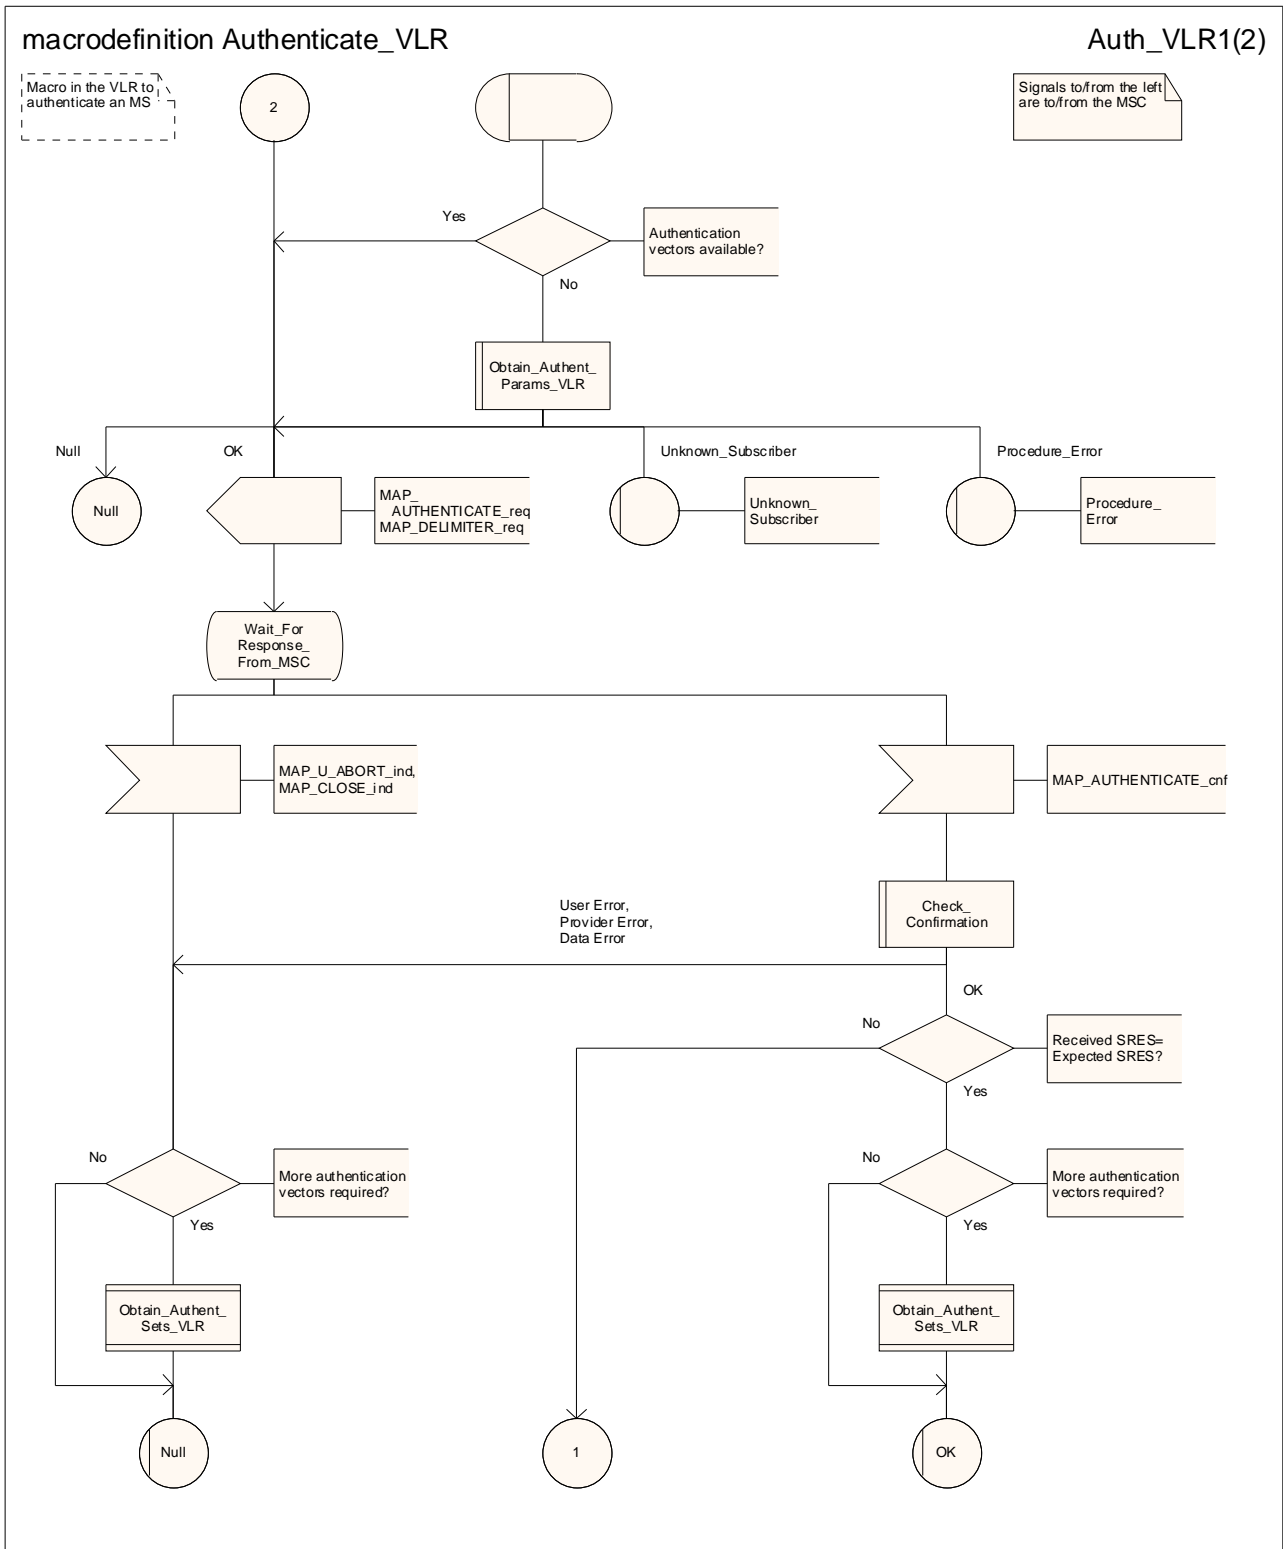 macrodefinition Authenticate_VLR
Auth_VLR1(2)
Macro in the VLR to
authenticate an MS
2
Signals to/from the left
are to/from the MSC
Yes
Authentication
vectors available?
No
Obtain_Authent_
Params_VLR
Null
OK
Unknown_Subscriber
Procedure_Error
Null
MAP_
AUTHENTICATE_req
MAP_DELIMITER_req
Unknown_
Subscriber
Procedure_
Error
Wait_For
Response_
From_MSC
MAP_U_ABORT_ind,
MAP_CLOSE_ind
MAP_AUTHENTICATE_cnf
User Error,
Provider Error,
Data Error
Check_
Confirmation
OK
No
Received SRES=
Expected SRES?
Yes
No
More authentication
vectors required?
Yes
No
More authentication
vectors required?
Yes
Obtain_Authent_
Sets_VLR
Obtain_Authent_
Sets_VLR
Null
1
OK